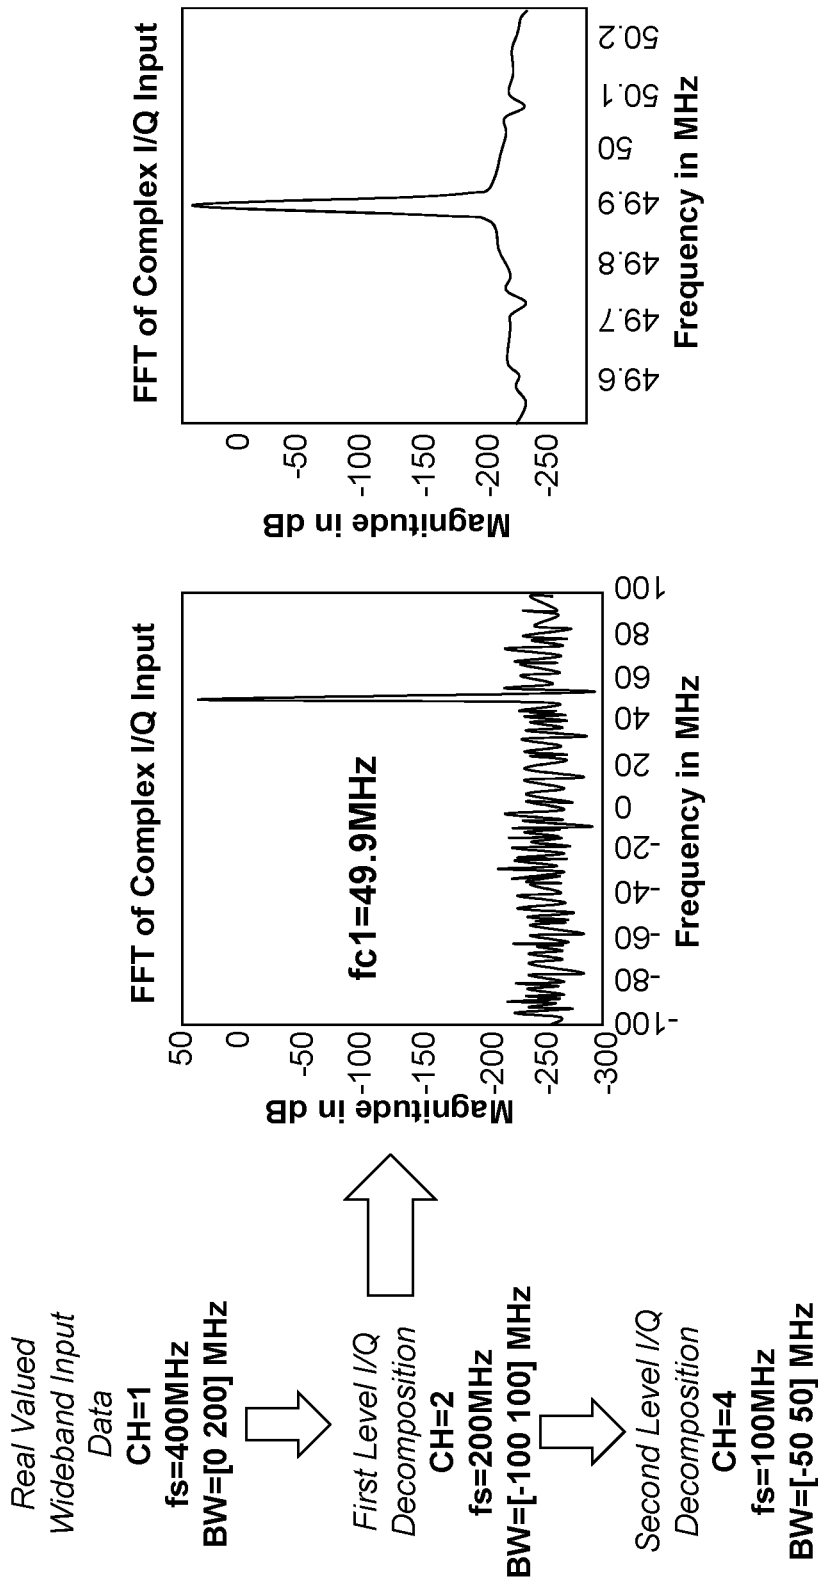 Real Valued
Wideband Input
Data
CH=1
fs=400MHz
BW=[0 200] MHz
First Level I/Q
Decomposition
CH=2
fs=200MHz
BW=[-100 100] MHz
Second Level I/Q
Decomposition
CH=4
fs=100MHz
BW=[-50 50] MHz
FFT of Complex I/Q Input
Magnitude in dB
50
0
-50
-100
-150
-200
-250
-300
fc1=49.9MHz
-100
-80
-60
-40
-20
0
20
40
60
80
100
Frequency in MHz
FFT of Complex I/Q Input
Magnitude in dB
0
-50
-100
-150
-200
-250
49.6
49.7
49.8
49.9
50
50.1
50.2
Frequency in MHz